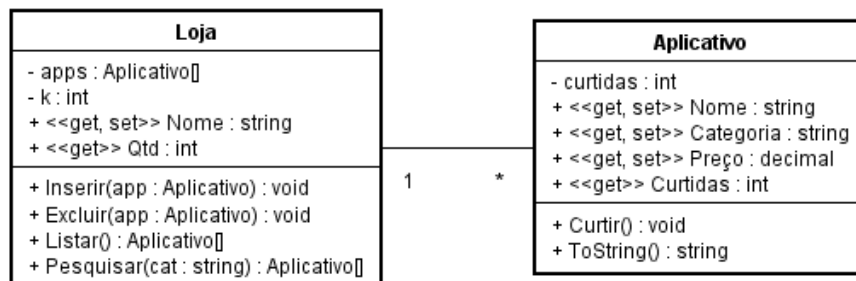 Loja
- apps : Aplicativo[]
- k : int
+ <<get, set>> Nome : string
+ <<get>> Qtd : int
+ Inserir(app : Aplicativo) : void
+ Excluir(app : Aplicativo) : void
+ Listar() : Aplicativo[]
+ Pesquisar(cat : string) : Aplicativo[]
1 *
Aplicativo
- curtidas : int
+ <<get, set>> Nome : string
+ <<get, set>> Categoria : string
+ <<get, set>> Preço : decimal
+ <<get>> Curtidas : int
+ Curtir() : void
+ ToString() : string